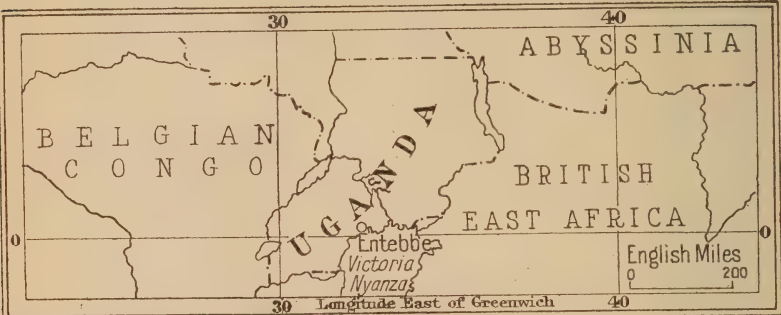 30 40
ABYSSINIA
BELGIAN
CONGO
UGANDA
BRITISH
EAST AFRICA
0 0
Entebbe
Victoria
Nyanza
English Miles
0 200
30 Longitude East of Greenwich 40